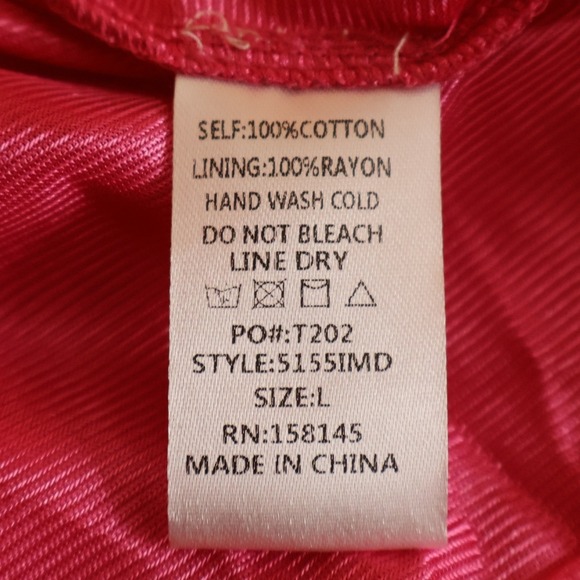 SELF:100%COTTON
LINING:100%RAYON
HAND WASH COLD
DO NOT BLEACH
LINE DRY
PO#:T202
STYLE:5155IMD
SIZE:L
RN:158145
MADE IN CHINA